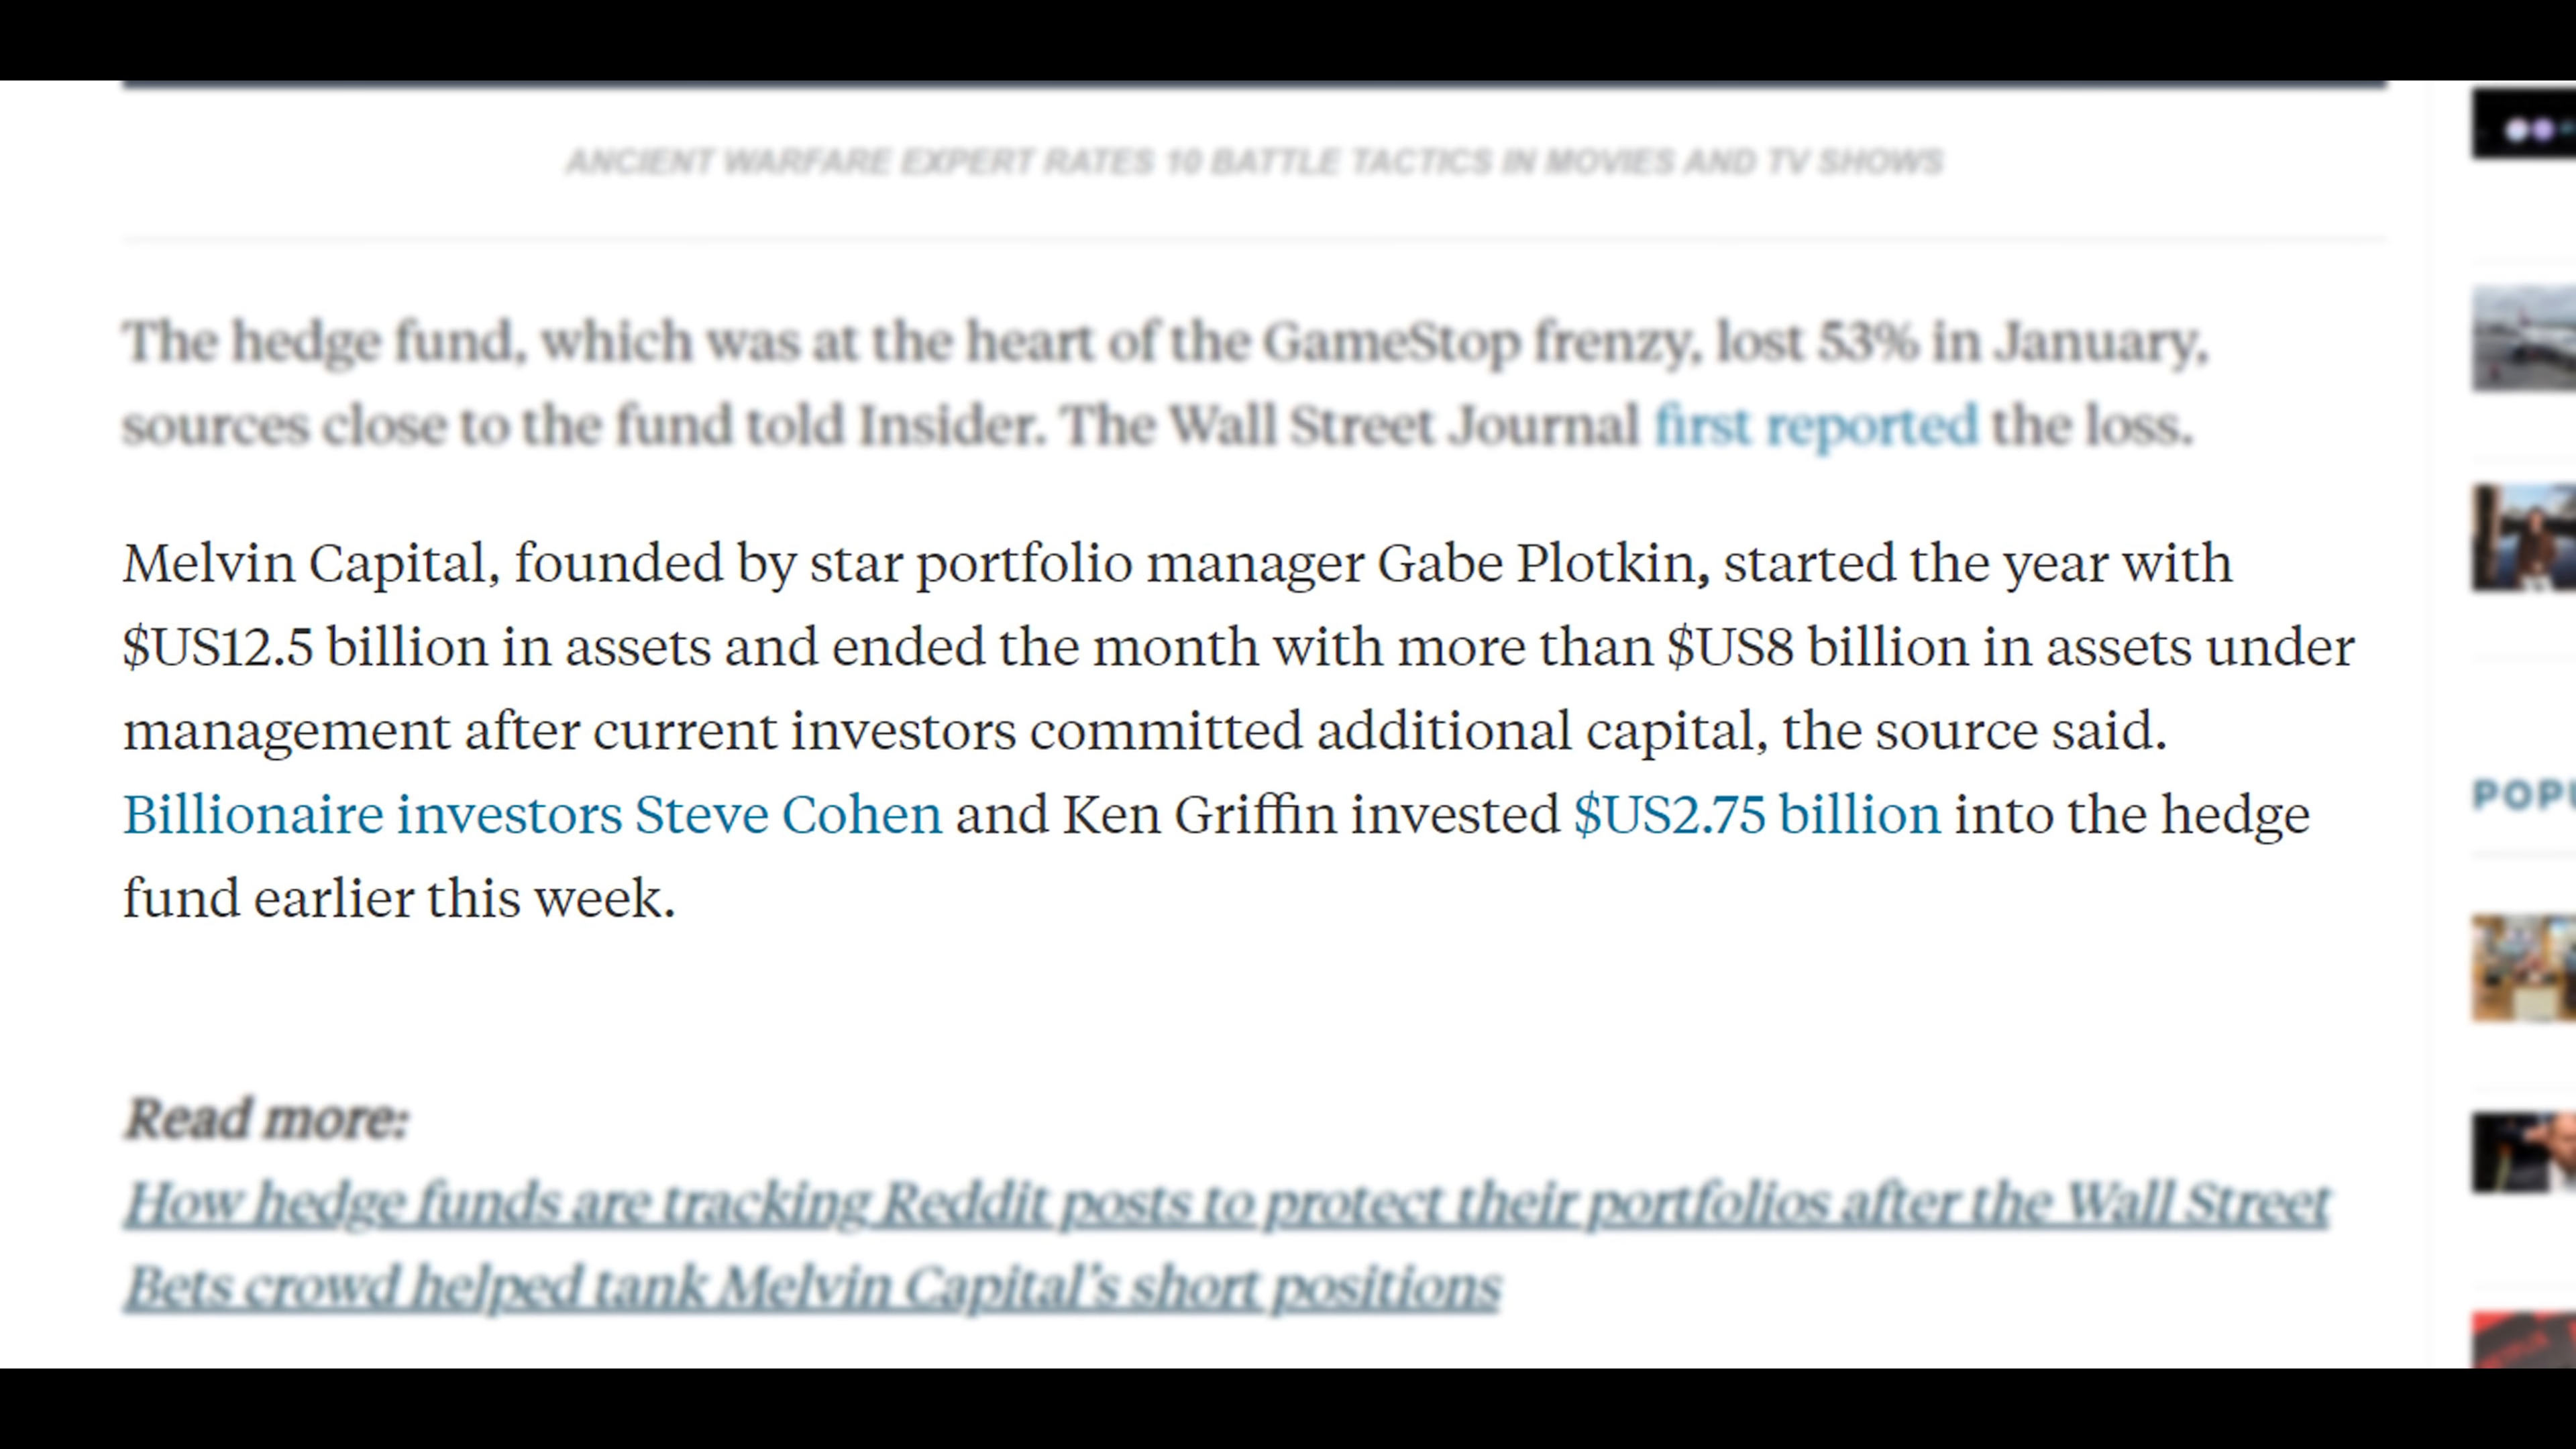 ANCIENT WARFARE EXPERT RATES 10 BATTLE TACTICS IN MOVIES AND TV SHOWS
The hedge fund, which was at the heart of the GameStop frenzy, lost 53% in January,
sources close to the fund told Insider. The Wall Street Journal first reported the loss.
Melvin Capital, founded by star portfolio manager Gabe Plotkin, started the year with
$US12.5 billion in assets and ended the month with more than $US8 billion in assets under
management after current investors committed additional capital, the source said.
Billionaire investors Steve Cohen and Ken Griffin invested $US2.75 billion into the hedge
fund earlier this week.
Read more:
How hedge funds are tracking Reddit posts to protect their portfolios after the Wall Street
Bets crowd helped tank Melvin Capital's short positions